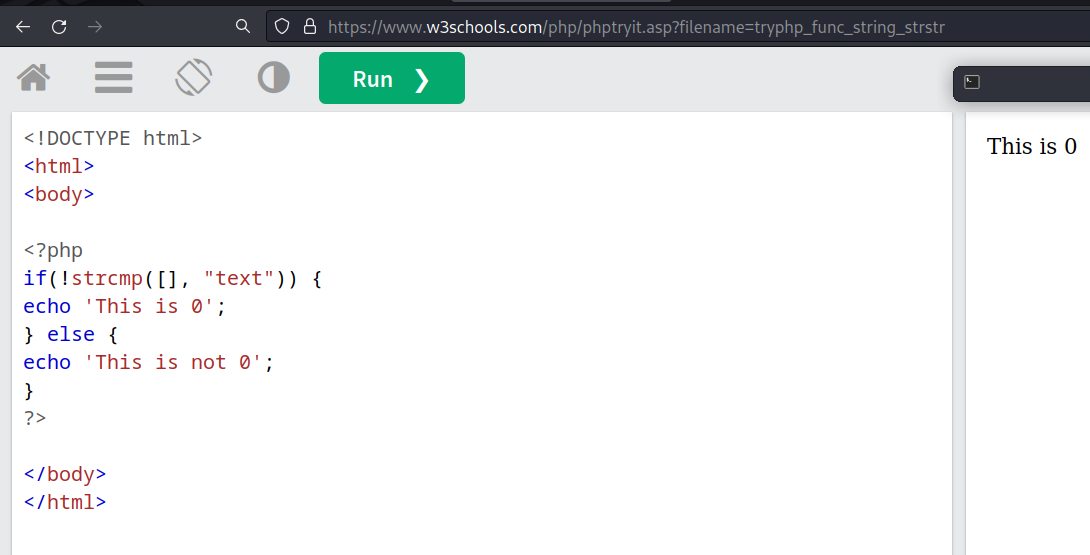 https://www.w3schools.com/php/phptryit.asp?filename=tryphp_func_string_strstr
Run ❯
<!DOCTYPE html>
<html>
<body>

<?php
if(!strcmp([], "text")) {
echo 'This is 0';
} else {
echo 'This is not 0';
}
?>

</body>
</html>
This is 0